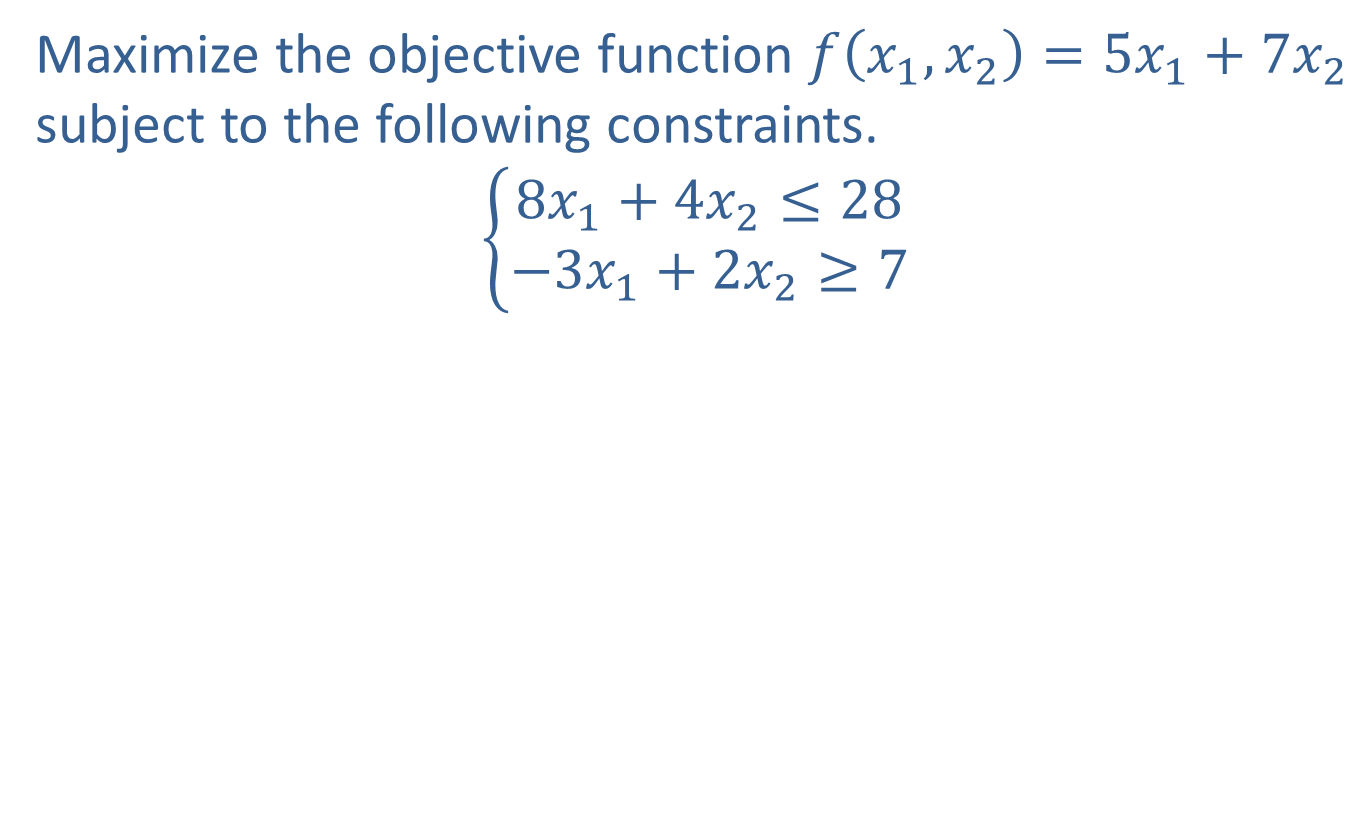 Maximize the objective function f(x₁, x₂) = 5x₁ + 7x₂
subject to the following constraints.
8x₁ + 4x₂ ≤ 28
−3x₁ + 2x₂ ≥ 7